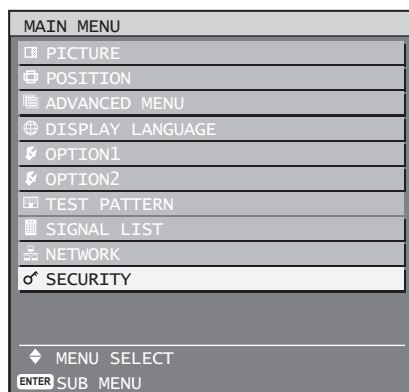 MAIN MENU
PICTURE
POSITION
ADVANCED MENU
DISPLAY LANGUAGE
OPTION1
OPTION2
TEST PATTERN
SIGNAL LIST
NETWORK
SECURITY
MENU SELECT
ENTER SUB MENU